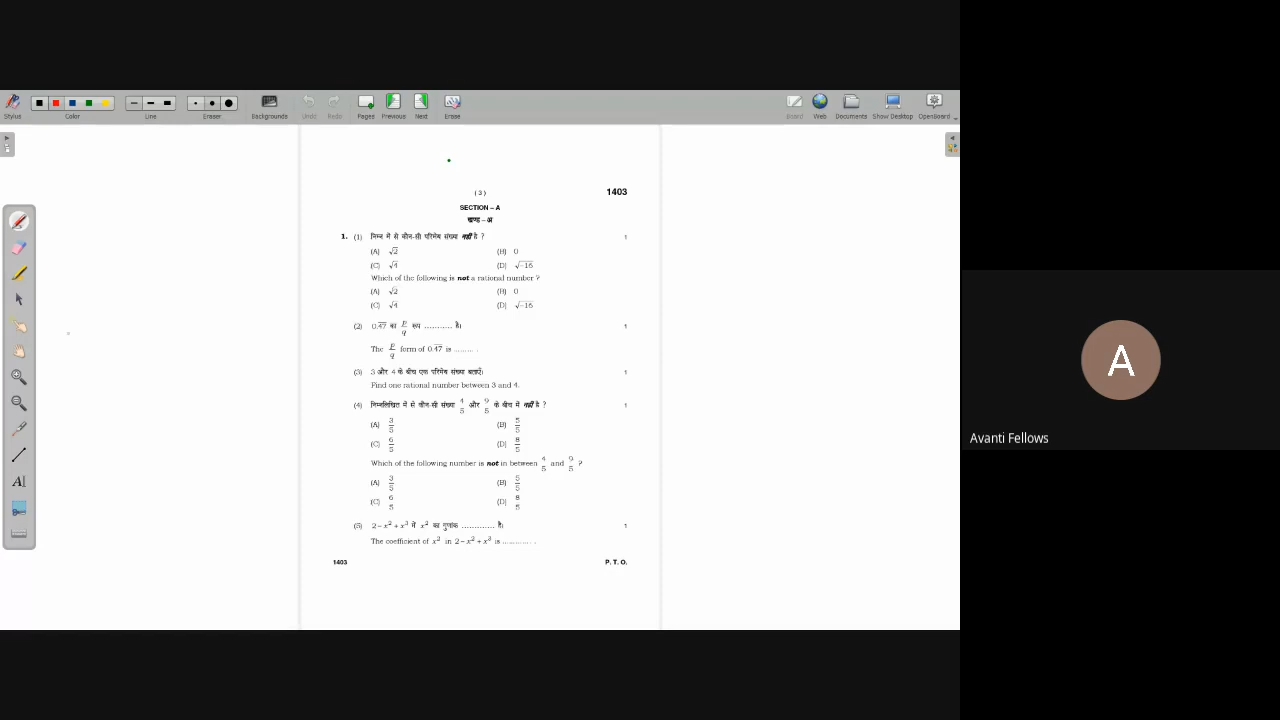 Stylus Color Line Eraser Backgrounds Undo Redo Pages Previous Next Erase Board Web Documents Show Desktop OpenBoard
( 3 ) 1403
SECTION – A
खण्ड – अ
1. (1) निम्न में से कौन-सी परिमेय संख्या नहीं है ? 1
(A) √2 (B) 0
(C) √4 (D) √−16
Which of the following is not a rational number ?
(A) √2 (B) 0
(C) √4 (D) √−16
(2) 0.4̅7̅ का p/q रूप ........... है। 1
The p/q form of 0.4̅7̅ is ........ .
(3) 3 और 4 के बीच एक परिमेय संख्या बताएँ। 1
Find one rational number between 3 and 4.
(4) निम्नलिखित में से कौन-सी संख्या 4/5 और 9/5 के बीच में नहीं है ? 1
(A) 3/5 (B) 5/5
(C) 6/5 (D) 8/5
Which of the following number is not in between 4/5 and 9/5 ?
(A) 3/5 (B) 5/5
(C) 6/5 (D) 8/5
(5) 2 − x² + x³ में x² का गुणांक ............. है। 1
The coefficient of x² in 2 − x² + x³ is ............ .
1403 P. T. O.
A
Avanti Fellows